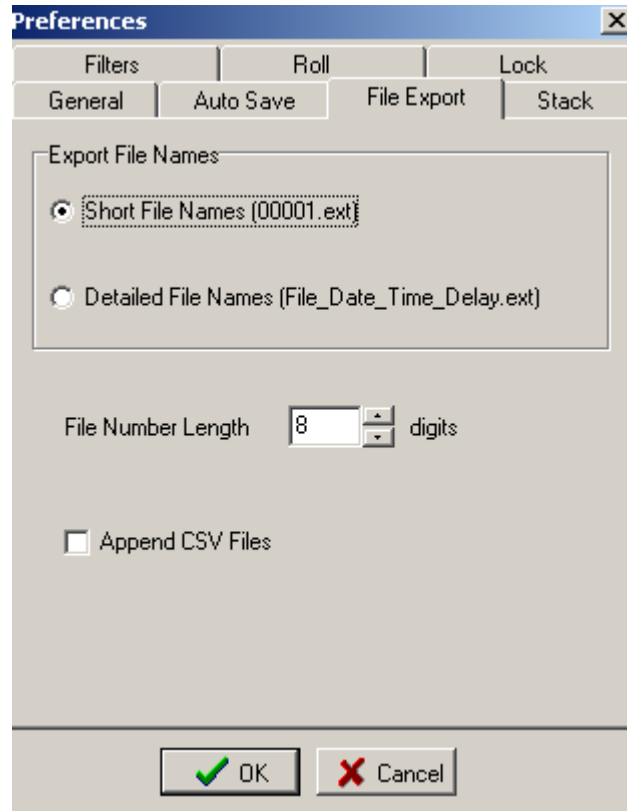 Preferences
Filters Roll Lock
General Auto Save File Export Stack
Export File Names
Short File Names (00001.ext)
Detailed File Names (File_Date_Time_Delay.ext)
File Number Length 8 digits
Append CSV Files
OK Cancel